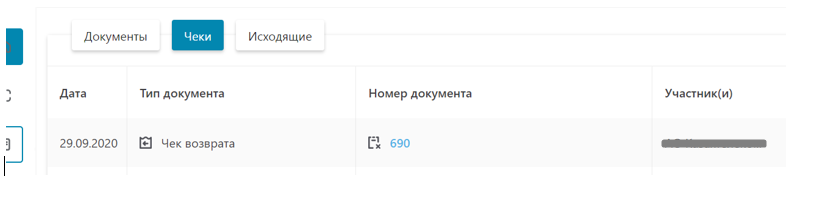 Документы Чеки Исходящие
Дата Тип документа Номер документа Участник(и)
29.09.2020 Чек возврата 690